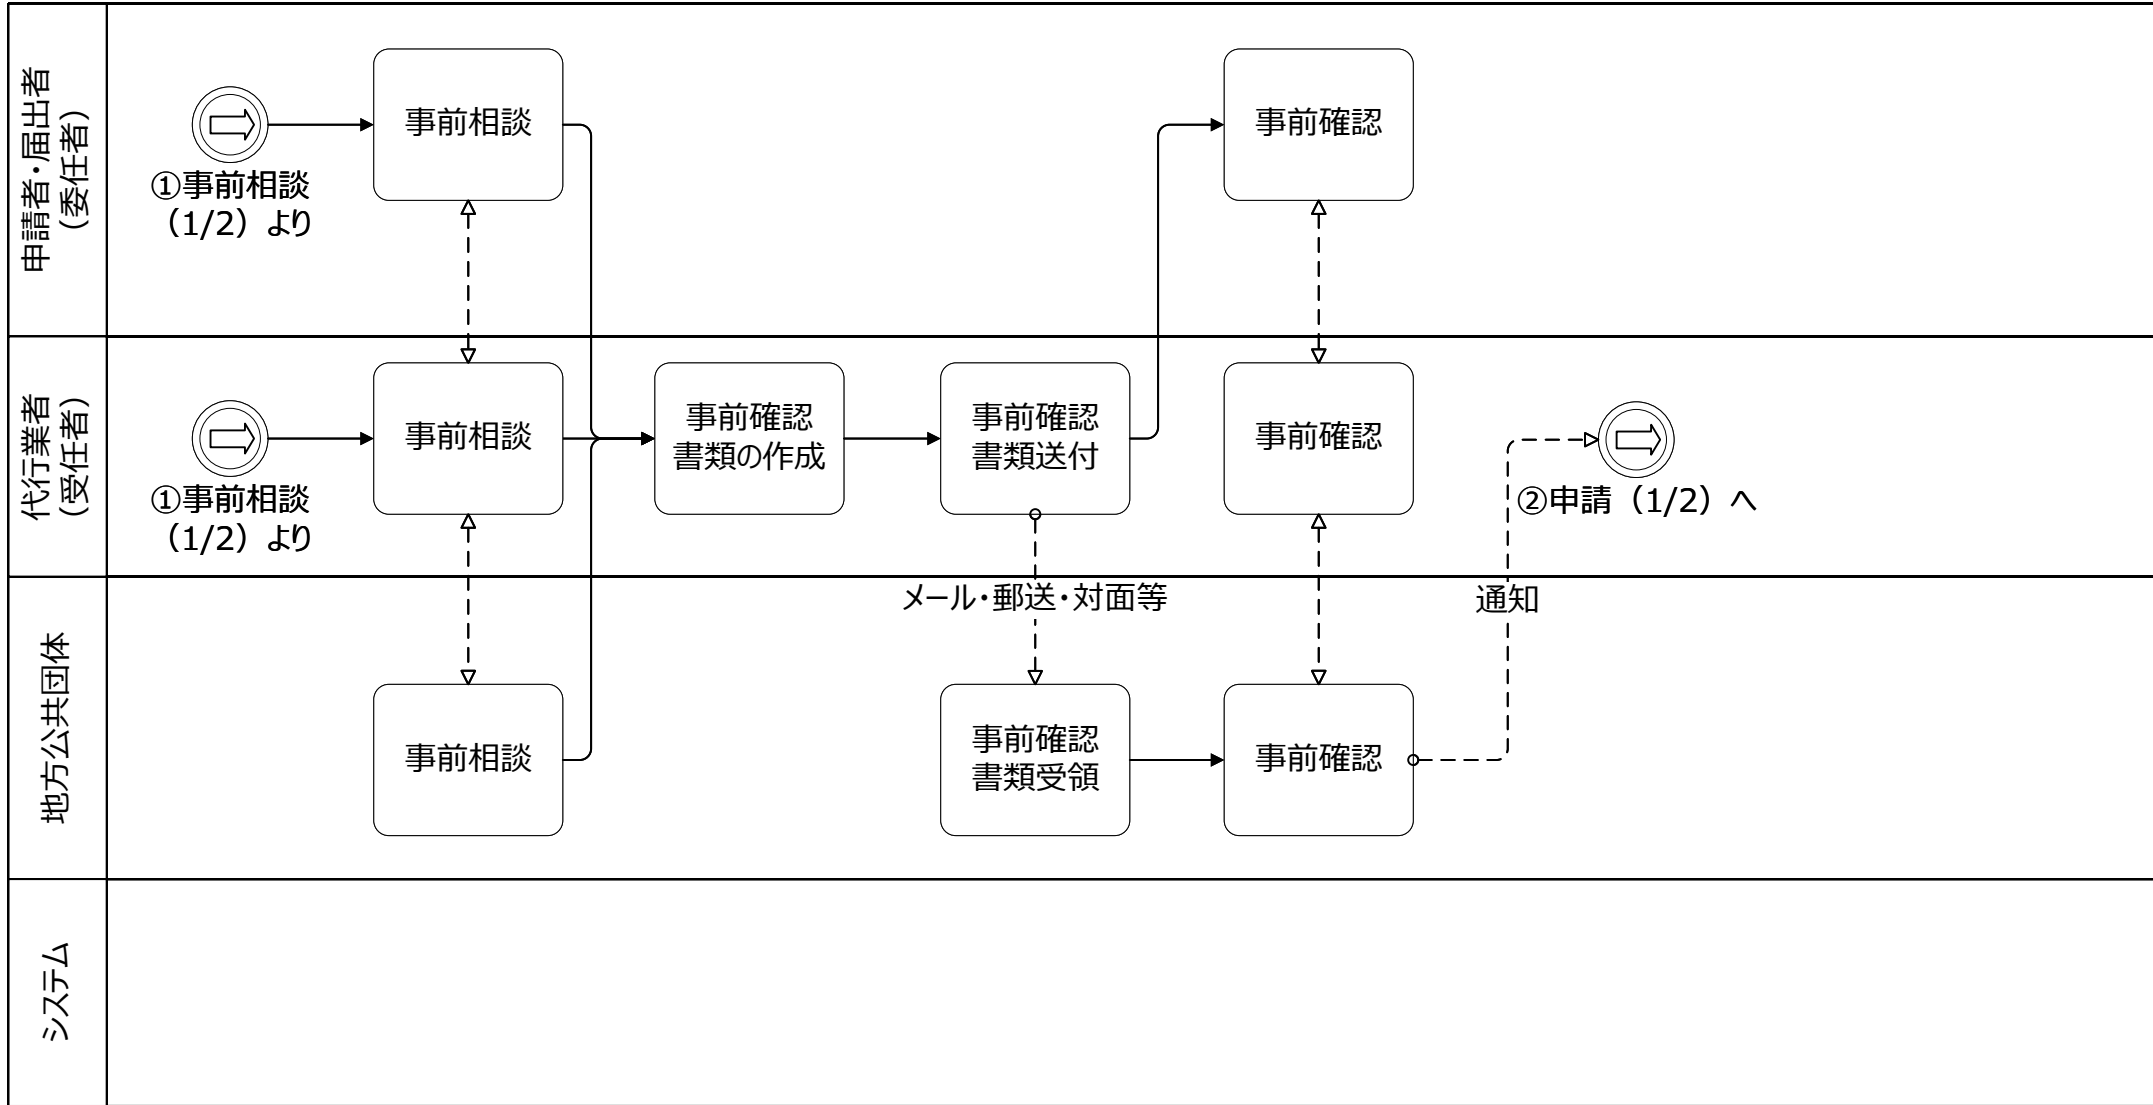 申請者・届出者
（委任者）
①事前相談
（1/2）より
事前相談
事前確認
代行業者
（受任者）
①事前相談
（1/2）より
事前相談
事前確認
書類の作成
事前確認
書類送付
事前確認
②申請（1/2）へ
メール・郵送・対面等
通知
地方公共団体
事前相談
事前確認
書類受領
事前確認
システム